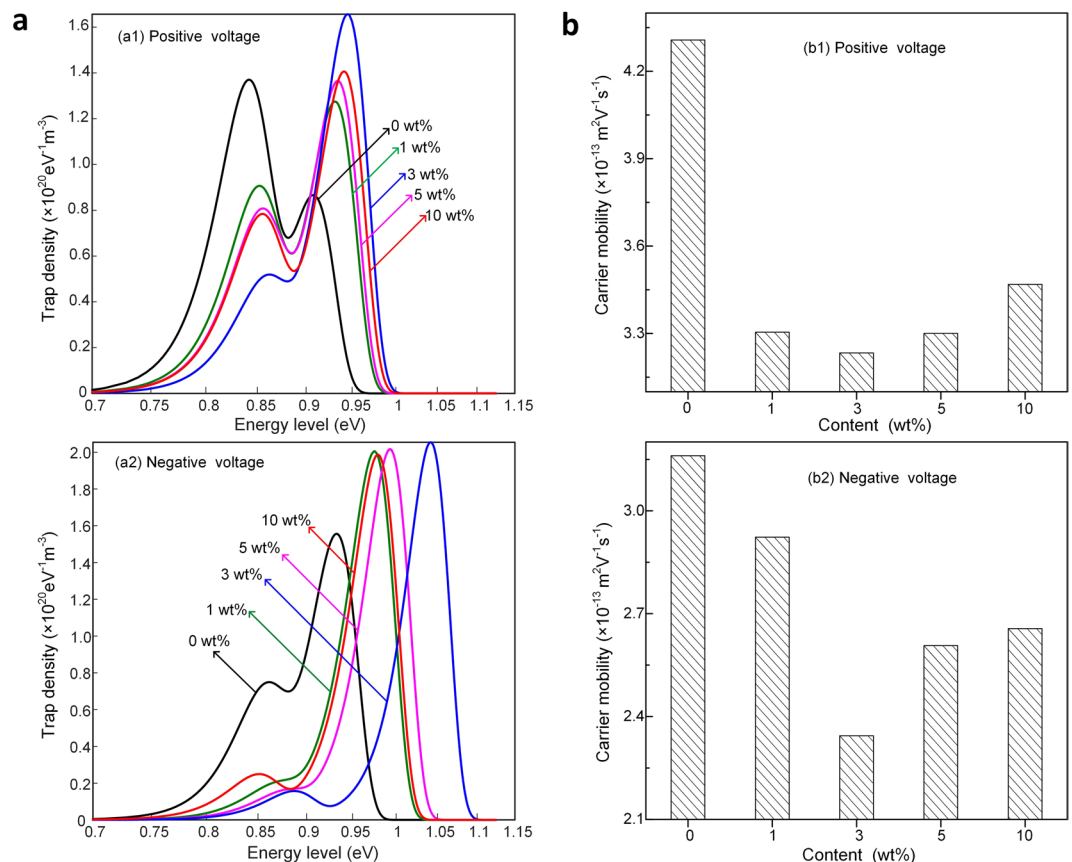 a
(a1) Positive voltage
Trap density (×10²⁰eV⁻¹m⁻³)
1.6
1.4
1.2
1.0
0.8
0.6
0.4
0.2
0
0 wt%
1 wt%
3 wt%
5 wt%
10 wt%
0.7 0.75 0.8 0.85 0.9 0.95 1 1.05 1.1 1.15
Energy level (eV)
b
(b1) Positive voltage
Carrier mobility (×10⁻¹³ m²V⁻¹s⁻¹)
4.2
3.9
3.6
3.3
0 1 3 5 10
Content (wt%)
(a2) Negative voltage
Trap density (×10²⁰eV⁻¹m⁻³)
2.0
1.8
1.6
1.4
1.2
1.0
0.8
0.6
0.4
0.2
0
10 wt%
5 wt%
3 wt%
1 wt%
0 wt%
0.7 0.75 0.8 0.85 0.9 0.95 1 1.05 1.1 1.15
Energy level (eV)
(b2) Negative voltage
Carrier mobility (×10⁻¹³ m²V⁻¹s⁻¹)
3.0
2.7
2.4
2.1
0 1 3 5 10
Content (wt%)